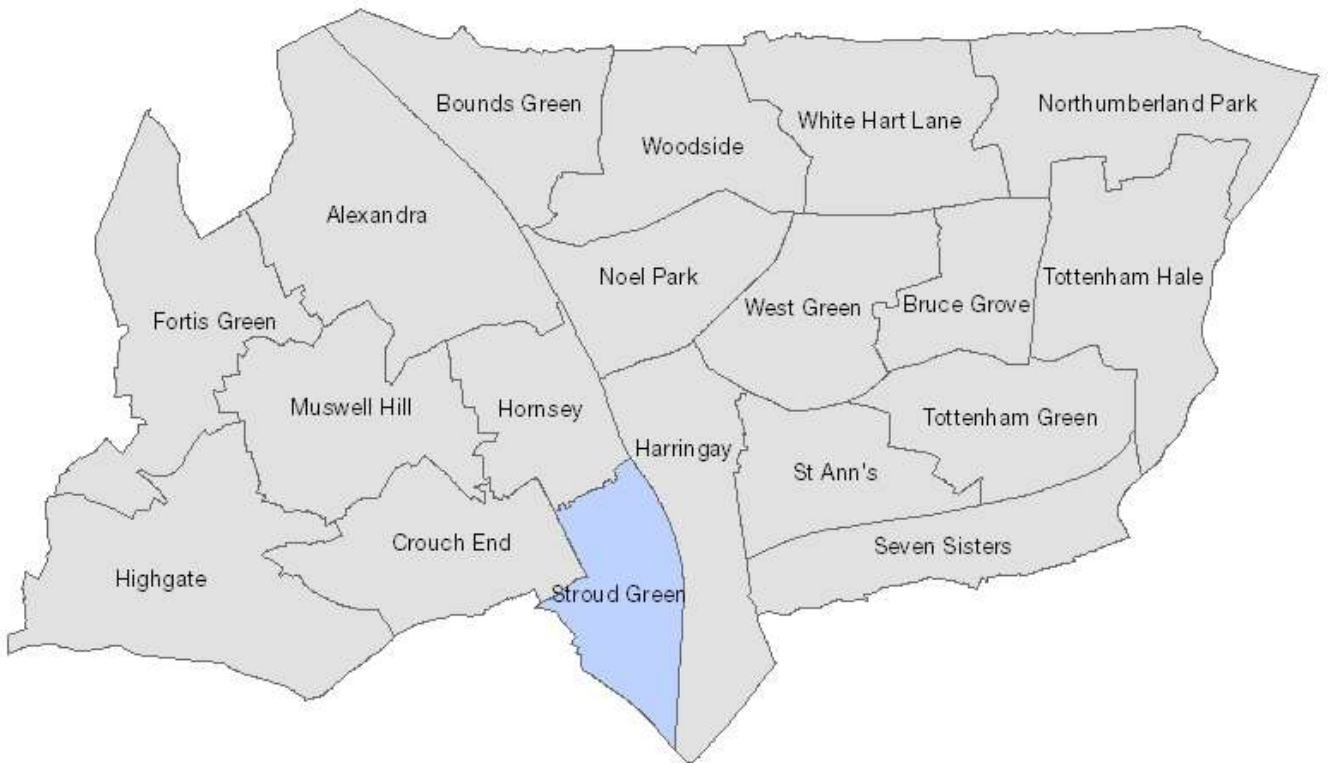 Bounds Green
Northumberland Park
White Hart Lane
Woodside
Alexandra
Noel Park
Tottenham Hale
Fortis Green
West Green
Bruce Grove
Muswell Hill
Hornsey
Tottenham Green
Harringay
St Ann's
Crouch End
Seven Sisters
Highgate
Stroud Green